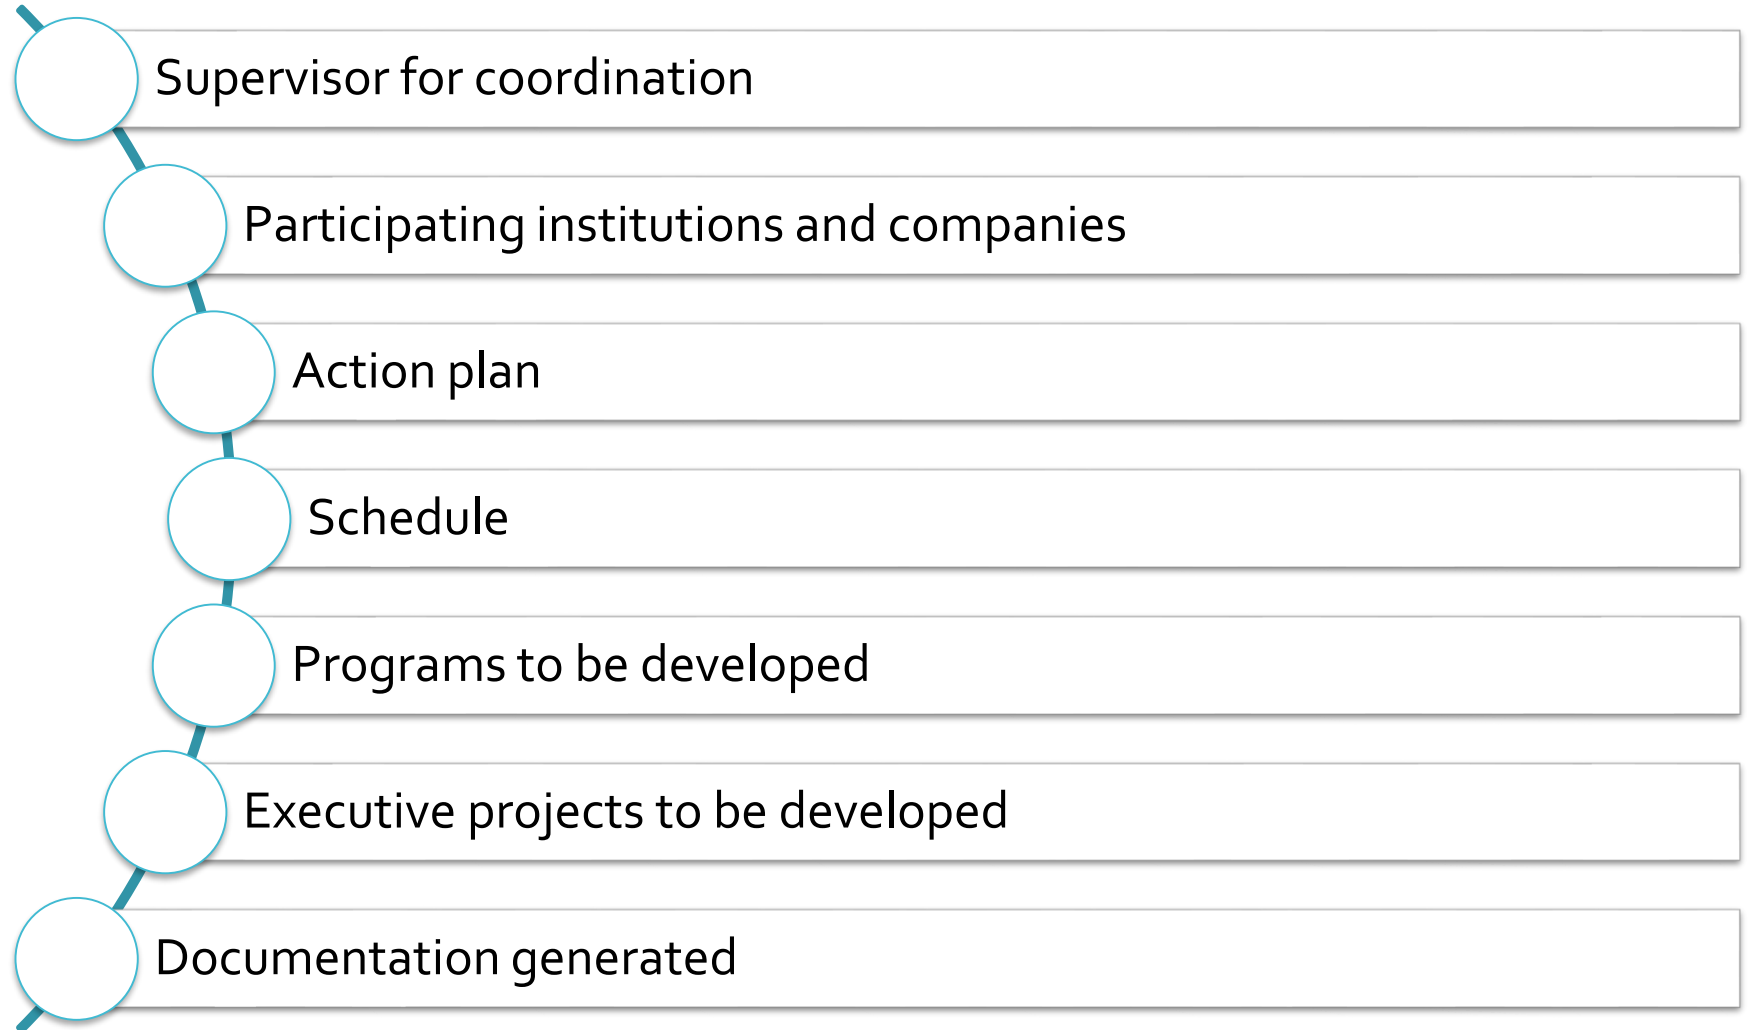 Supervisor for coordination
Participating institutions and companies
Action plan
Schedule
Programs to be developed
Executive projects to be developed
Documentation generated